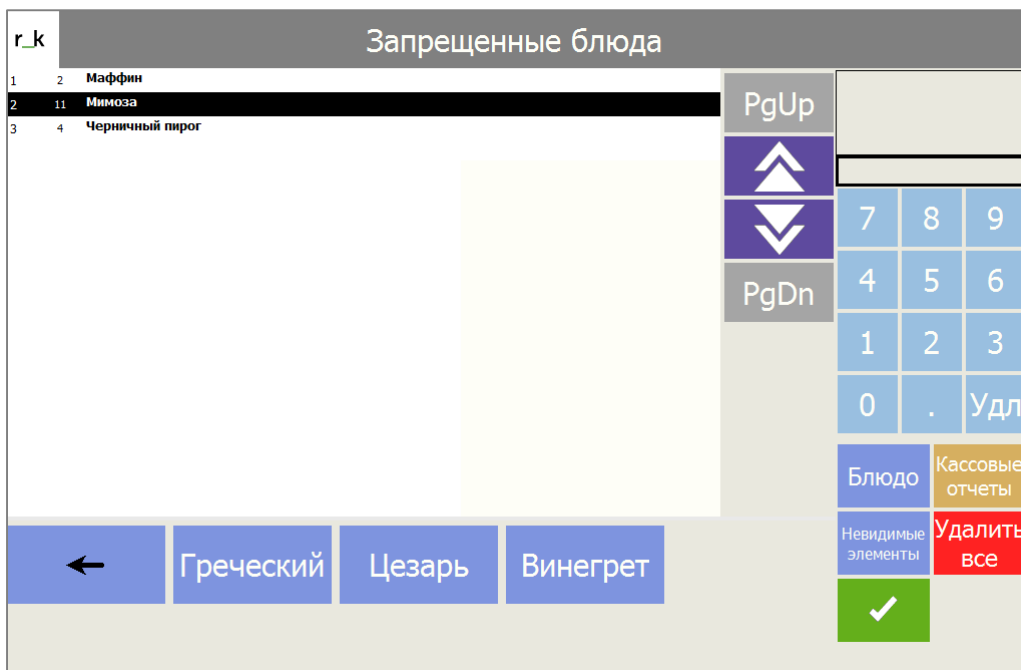 r_k
Запрещенные блюда
1 2 Маффин
2 11 Мимоза
3 4 Черничный пирог
PgUp
PgDn
7 8 9
4 5 6
1 2 3
0 . Удл
Блюдо
Кассовые
отчеты
Невидимые
элементы
Удалить
все
Греческий
Цезарь
Винегрет